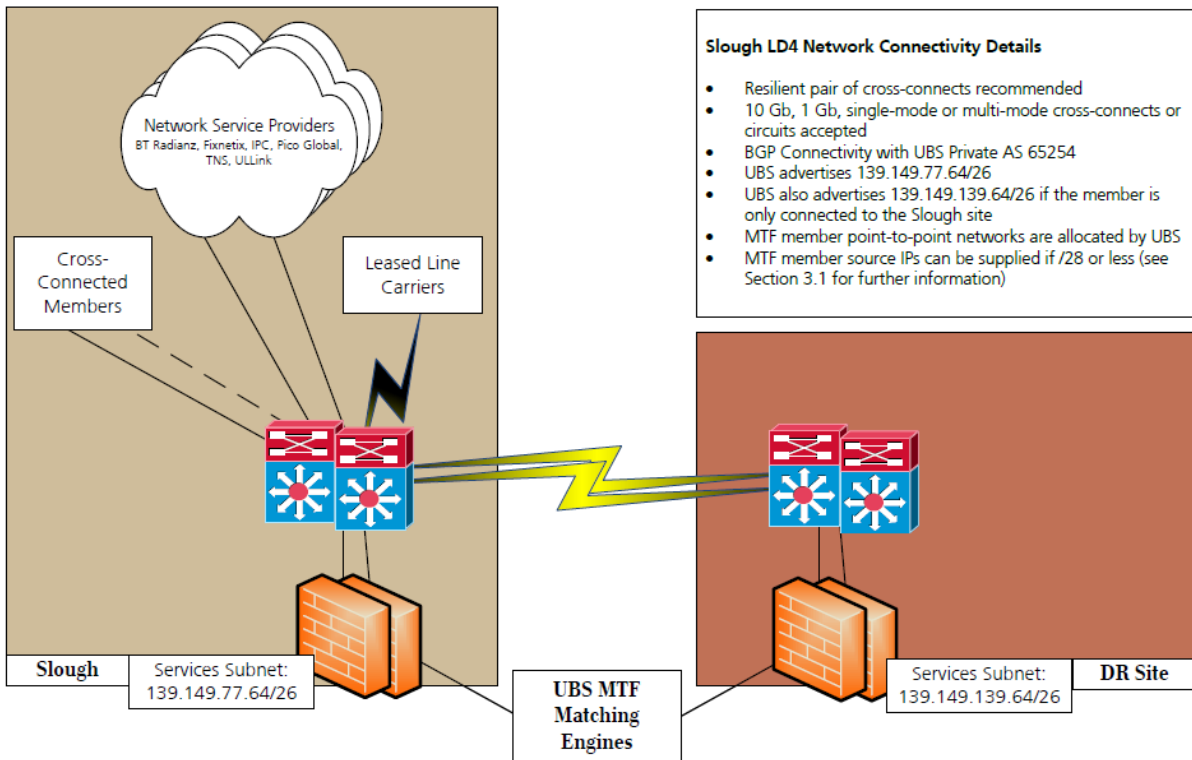 Network Service Providers
BT Radianz, Fixnetix, IPC, Pico Global,
TNS, ULLink
Cross-
Connected
Members
Leased Line
Carriers
Slough
Services Subnet:
139.149.77.64/26
UBS MTF
Matching
Engines
Slough LD4 Network Connectivity Details
• Resilient pair of cross-connects recommended
• 10 Gb, 1 Gb, single-mode or multi-mode cross-connects or
circuits accepted
• BGP Connectivity with UBS Private AS 65254
• UBS advertises 139.149.77.64/26
• UBS also advertises 139.149.139.64/26 if the member is
only connected to the Slough site
• MTF member point-to-point networks are allocated by UBS
• MTF member source IPs can be supplied if /28 or less (see
Section 3.1 for further information)
Services Subnet:
139.149.139.64/26
DR Site